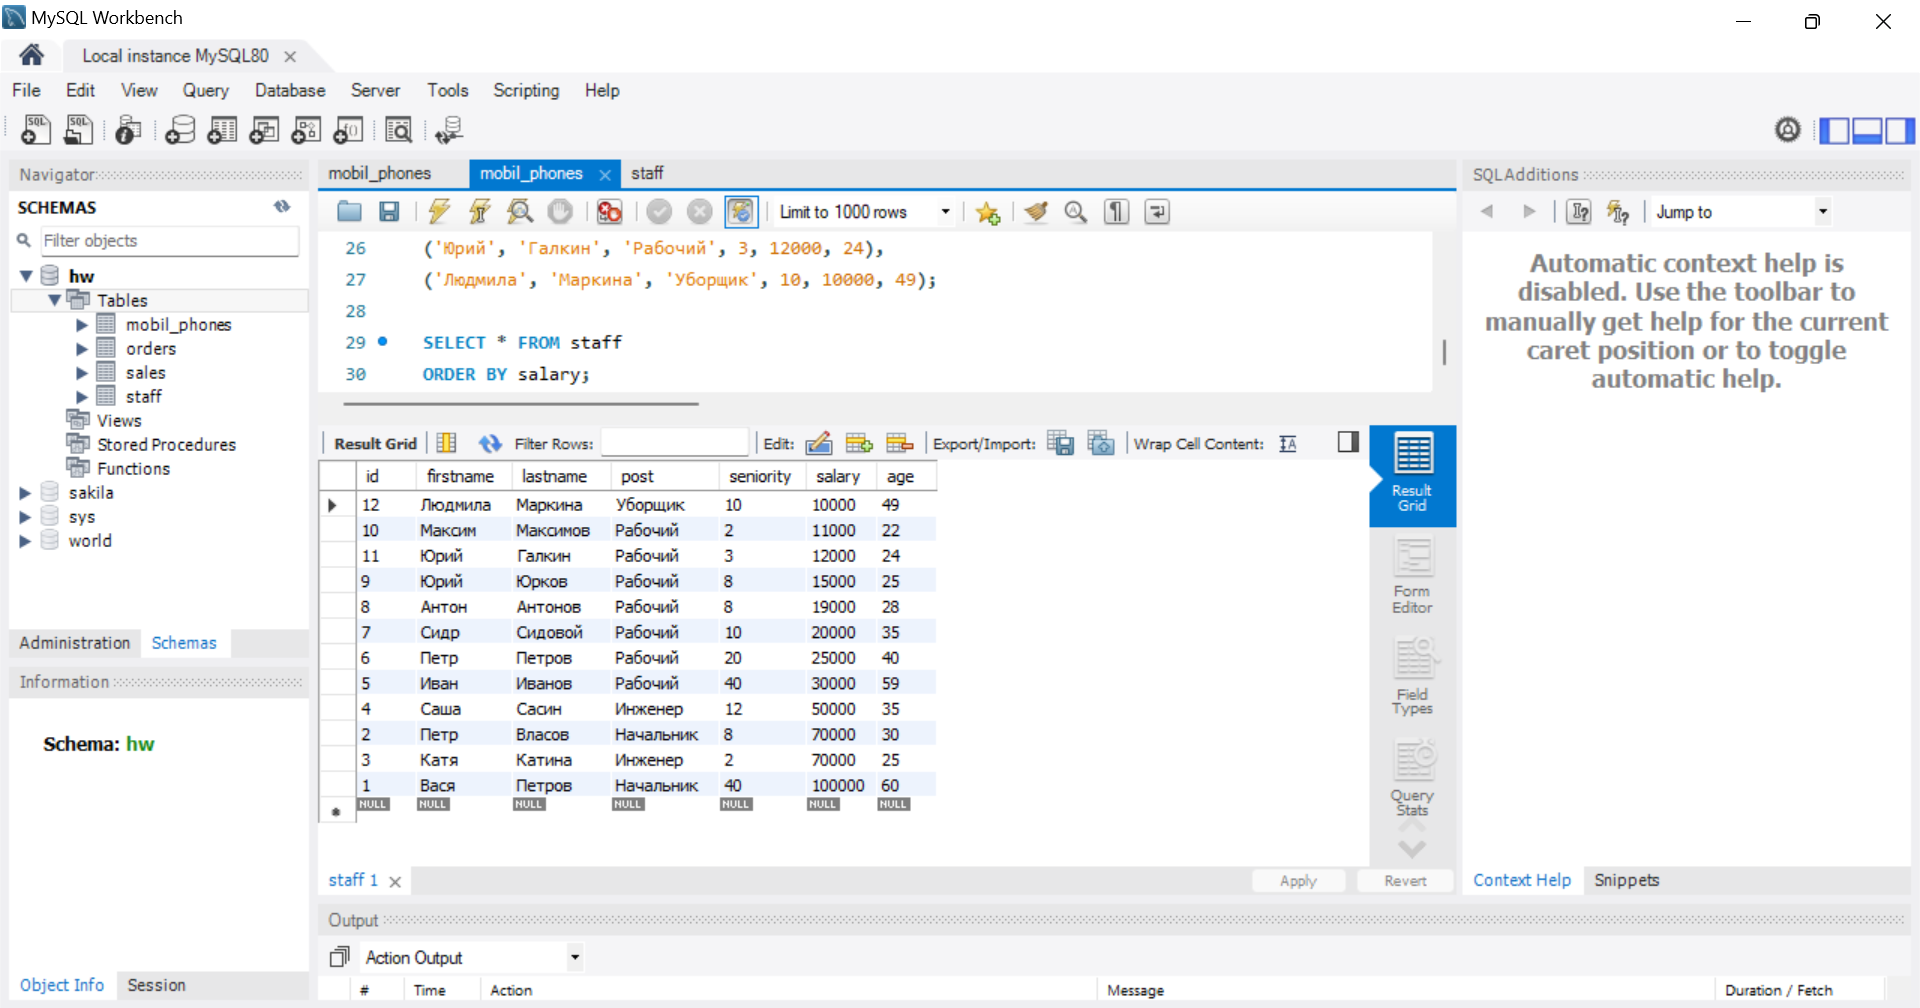 MySQL Workbench
Local instance MySQL80
File Edit View Query Database Server Tools Scripting Help
Navigator
SCHEMAS
Filter objects
hw
Tables
mobil_phones
orders
sales
staff
Views
Stored Procedures
Functions
sakila
sys
world
Administration Schemas
Information
Schema: hw
Object Info Session
mobil_phones mobil_phones staff
Limit to 1000 rows
26 ('Юрий', 'Галкин', 'Рабочий', 3, 12000, 24),
27 ('Людмила', 'Маркина', 'Уборщик', 10, 10000, 49);
28
29 SELECT * FROM staff
30 ORDER BY salary;
Result Grid Filter Rows: Edit: Export/Import: Wrap Cell Content:
id firstname lastname post seniority salary age
12 Людмила Маркина Уборщик 10 10000 49
10 Максим Максимов Рабочий 2 11000 22
11 Юрий Галкин Рабочий 3 12000 24
9 Юрий Юрков Рабочий 8 15000 25
8 Антон Антонов Рабочий 8 19000 28
7 Сидр Сидовой Рабочий 10 20000 35
6 Петр Петров Рабочий 20 25000 40
5 Иван Иванов Рабочий 40 30000 59
4 Саша Сасин Инженер 12 50000 35
2 Петр Власов Начальник 8 70000 30
3 Катя Катина Инженер 2 70000 25
1 Вася Петров Начальник 40 100000 60
NULL NULL NULL NULL NULL NULL NULL
Result
Grid
Form
Editor
Field
Types
Query
Stats
staff 1
Apply Revert
SQLAdditions
Jump to
Automatic context help is
disabled. Use the toolbar to
manually get help for the current
caret position or to toggle
automatic help.
Context Help Snippets
Output
Action Output
# Time Action Message Duration / Fetch